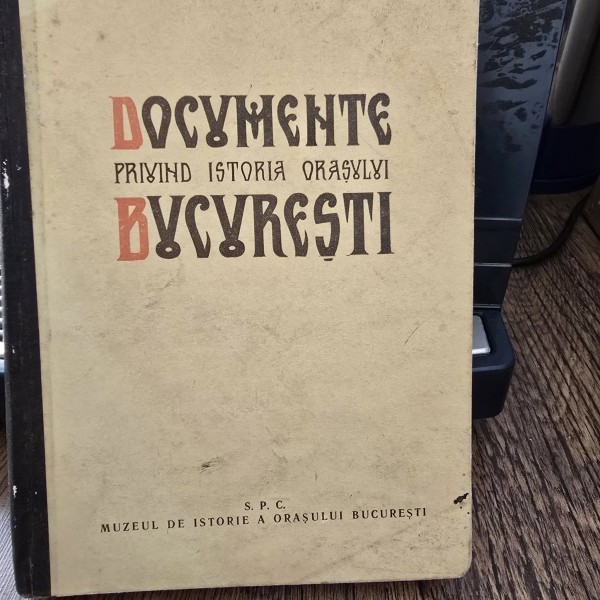 DOCUMENTE
PRIVIND ISTORIA ORAȘULUI
BUCUREȘTI
S. P. C.
MUZEUL DE ISTORIE A ORAȘULUI BUCUREȘTI